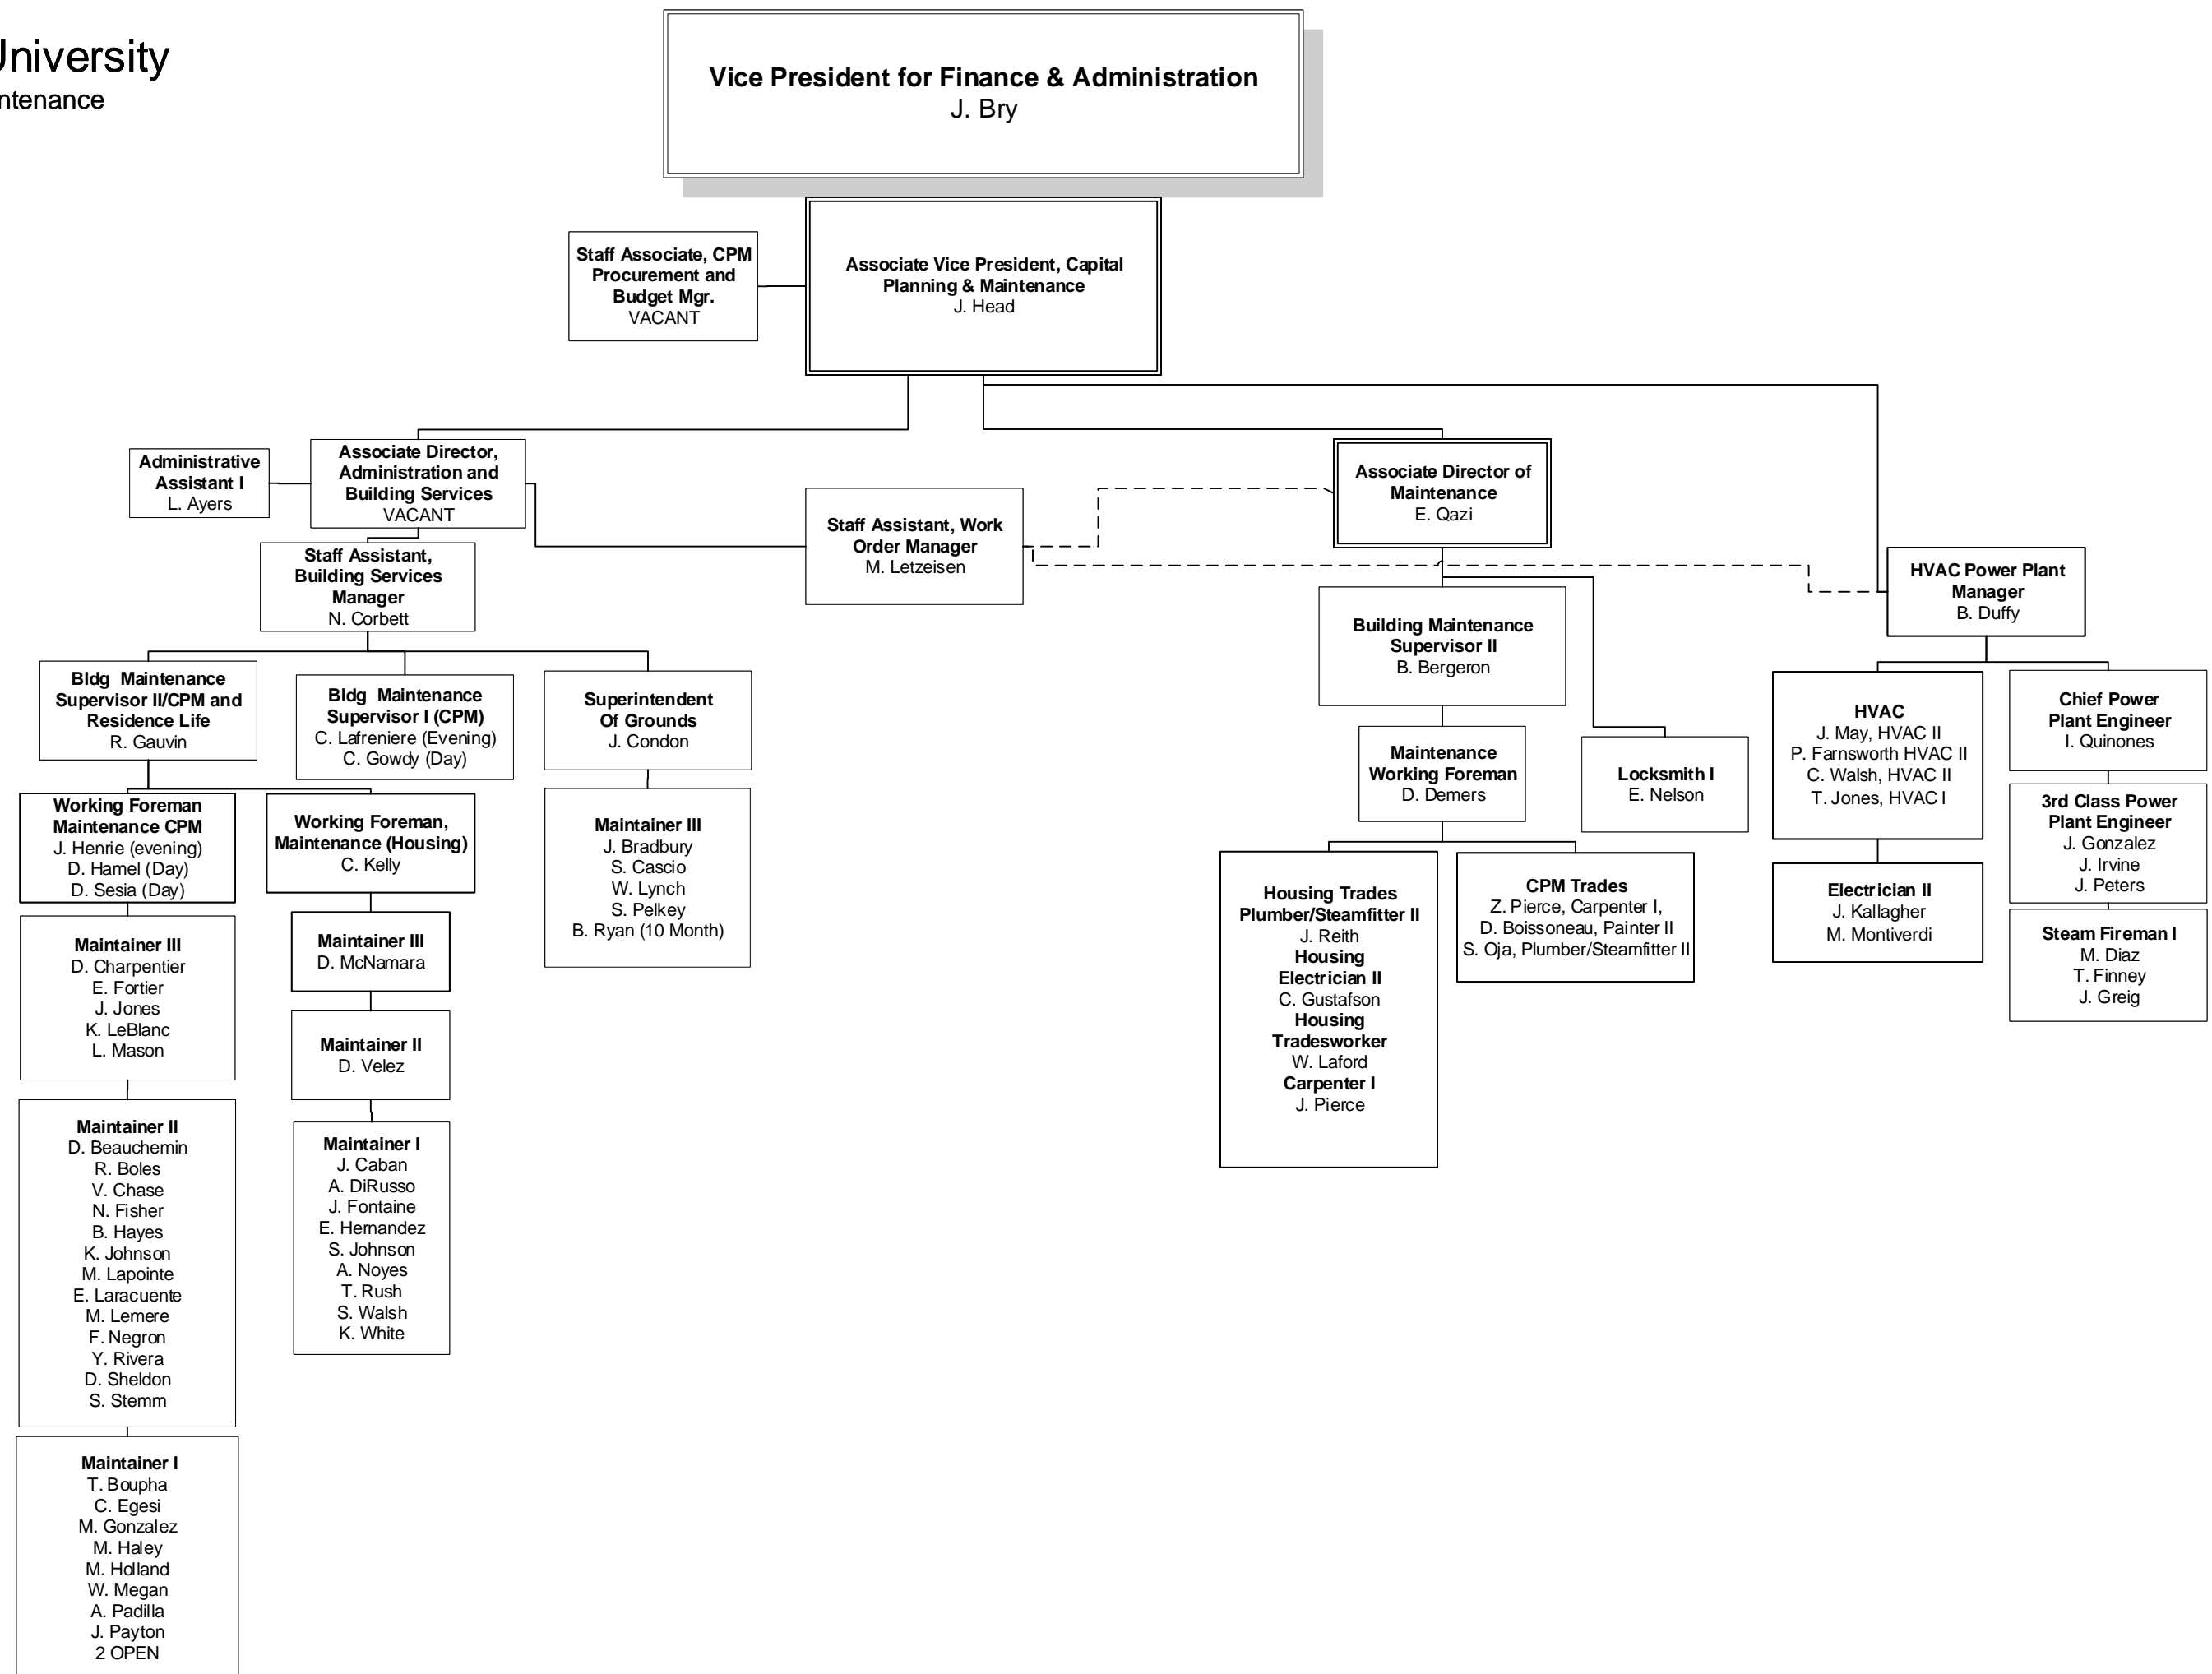 University
ntenance
Vice President for Finance & Administration
J. Bry
Staff Associate, CPM
Procurement and
Budget Mgr.
VACANT
Associate Vice President, Capital
Planning & Maintenance
J. Head
Administrative
Assistant I
L. Ayers
Associate Director,
Administration and
Building Services
VACANT
Staff Assistant, Work
Order Manager
M. Letzeisen
Associate Director of
Maintenance
E. Qazi
Staff Assistant,
Building Services
Manager
N. Corbett
HVAC Power Plant
Manager
B. Duffy
Building Maintenance
Supervisor II
B. Bergeron
Bldg Maintenance
Supervisor II/CPM and
Residence Life
R. Gauvin
Bldg Maintenance
Supervisor I (CPM)
C. Lafreniere (Evening)
C. Gowdy (Day)
Superintendent
Of Grounds
J. Condon
Maintenance
Working Foreman
D. Demers
Locksmith I
E. Nelson
HVAC
J. May, HVAC II
P. Farnsworth HVAC II
C. Walsh, HVAC II
T. Jones, HVAC I
Chief Power
Plant Engineer
I. Quinones
Working Foreman
Maintenance CPM
J. Henrie (evening)
D. Hamel (Day)
D. Sesia (Day)
Working Foreman,
Maintenance (Housing)
C. Kelly
Maintainer III
J. Bradbury
S. Cascio
W. Lynch
S. Pelkey
B. Ryan (10 Month)
3rd Class Power
Plant Engineer
J. Gonzalez
J. Irvine
J. Peters
Housing Trades
Plumber/Steamfitter II
J. Reith
Housing
Electrician II
C. Gustafson
Housing
Tradesworker
W. Laford
Carpenter I
J. Pierce
CPM Trades
Z. Pierce, Carpenter I,
D. Boissoneau, Painter II
S. Oja, Plumber/Steamfitter II
Electrician II
J. Kallagher
M. Montiverdi
Steam Fireman I
M. Diaz
T. Finney
J. Greig
Maintainer III
D. Charpentier
E. Fortier
J. Jones
K. LeBlanc
L. Mason
Maintainer III
D. McNamara
Maintainer II
D. Velez
Maintainer II
D. Beauchemin
R. Boles
V. Chase
N. Fisher
B. Hayes
K. Johnson
M. Lapointe
E. Laracuente
M. Lemere
F. Negron
Y. Rivera
D. Sheldon
S. Stemm
Maintainer I
J. Caban
A. DiRusso
J. Fontaine
E. Hernandez
S. Johnson
A. Noyes
T. Rush
S. Walsh
K. White
Maintainer I
T. Boupha
C. Egesi
M. Gonzalez
M. Haley
M. Holland
W. Megan
A. Padilla
J. Payton
2 OPEN